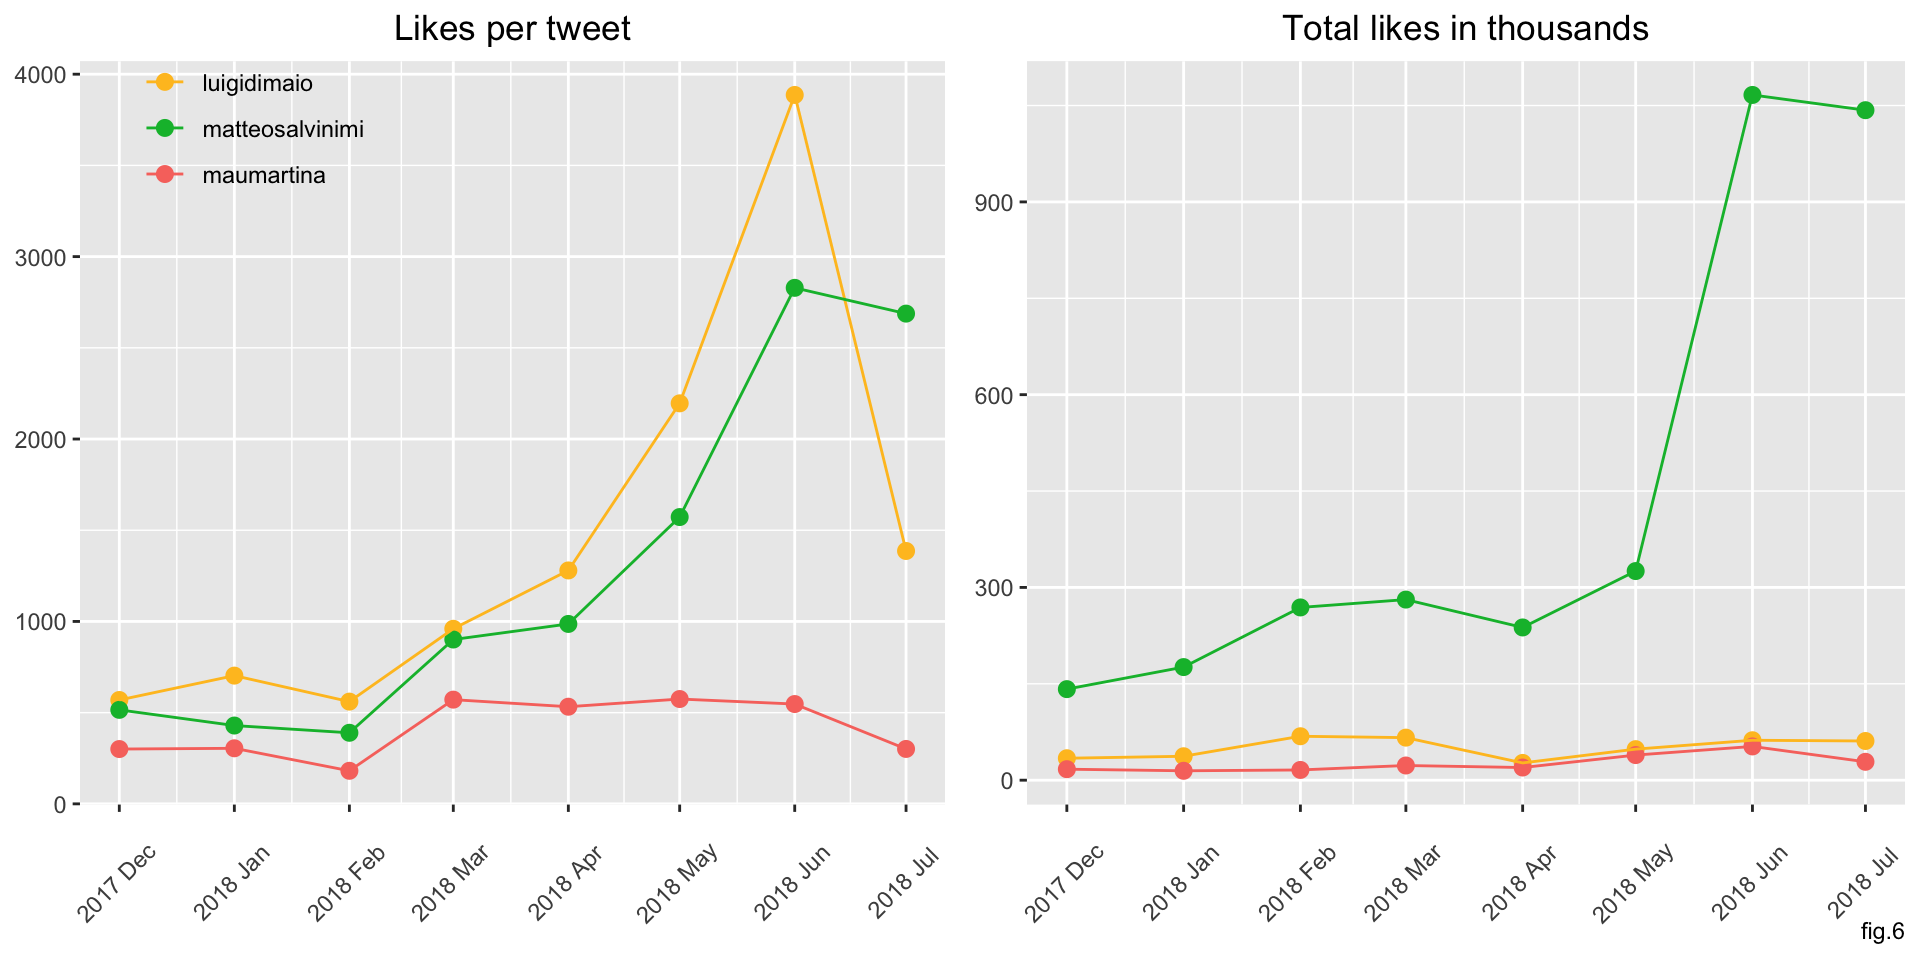 Likes per tweet
4000
3000
2000
1000
0
luigidimaio
matteosalvinimi
maumartina
2017 Dec
2018 Jan
2018 Feb
2018 Mar
2018 Apr
2018 May
2018 Jun
2018 Jul
Total likes in thousands
900
600
300
0
2017 Dec
2018 Jan
2018 Feb
2018 Mar
2018 Apr
2018 May
2018 Jun
2018 Jul
fig.6